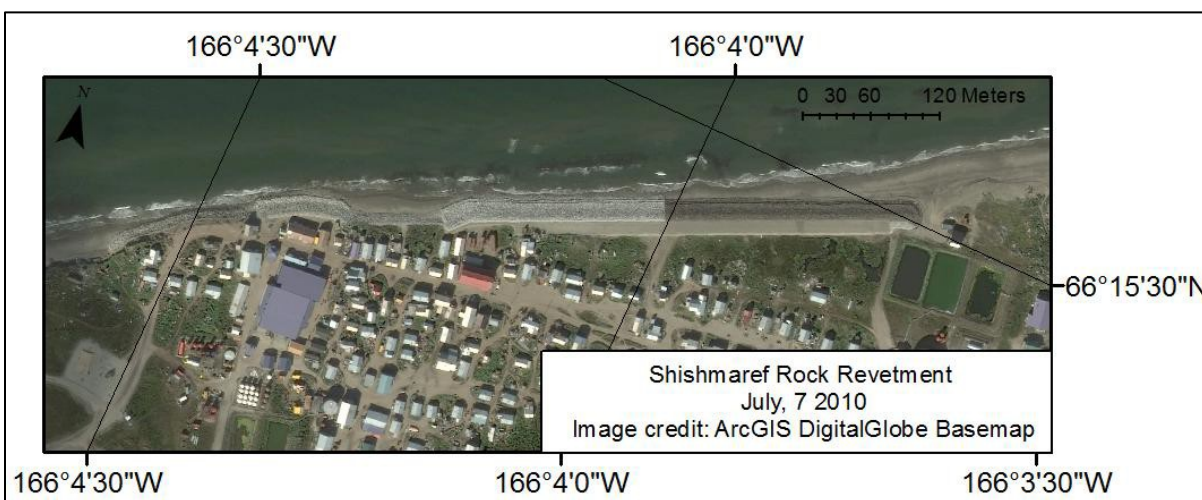 166°4'30"W 166°4'0"W
N
0 30 60 120 Meters
66°15'30"N
Shishmaref Rock Revetment
July, 7 2010
Image credit: ArcGIS DigitalGlobe Basemap
166°4'30"W 166°4'0"W 166°3'30"W